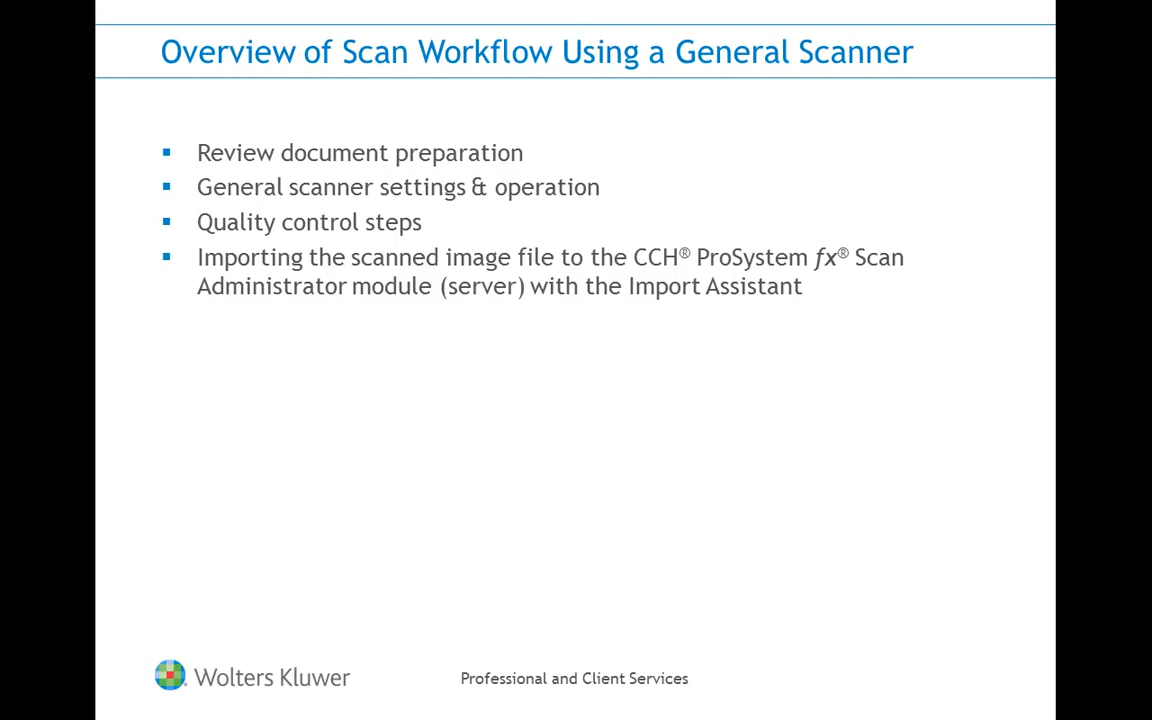 Overview of Scan Workflow Using a General Scanner
▪ Review document preparation
▪ General scanner settings & operation
▪ Quality control steps
▪ Importing the scanned image file to the CCH® ProSystem fx® Scan
Administrator module (server) with the Import Assistant
Wolters Kluwer
Professional and Client Services